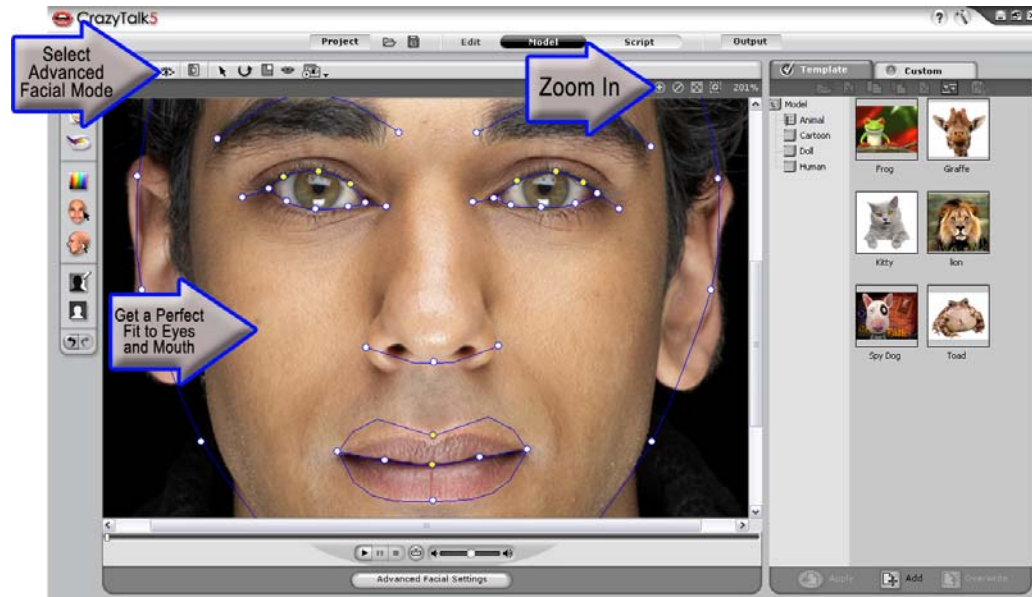 CrazyTalk5
Project
Edit
Model
Script
Output
Select
Advanced
Facial Mode
Zoom In
201%
Template
Custom
Model
Animal
Cartoon
Doll
Human
Frog
Giraffe
Kitty
lion
Spy Dog
Toad
Get a Perfect
Fit to Eyes
and Mouth
Advanced Facial Settings
Apply
Add
Overwrite